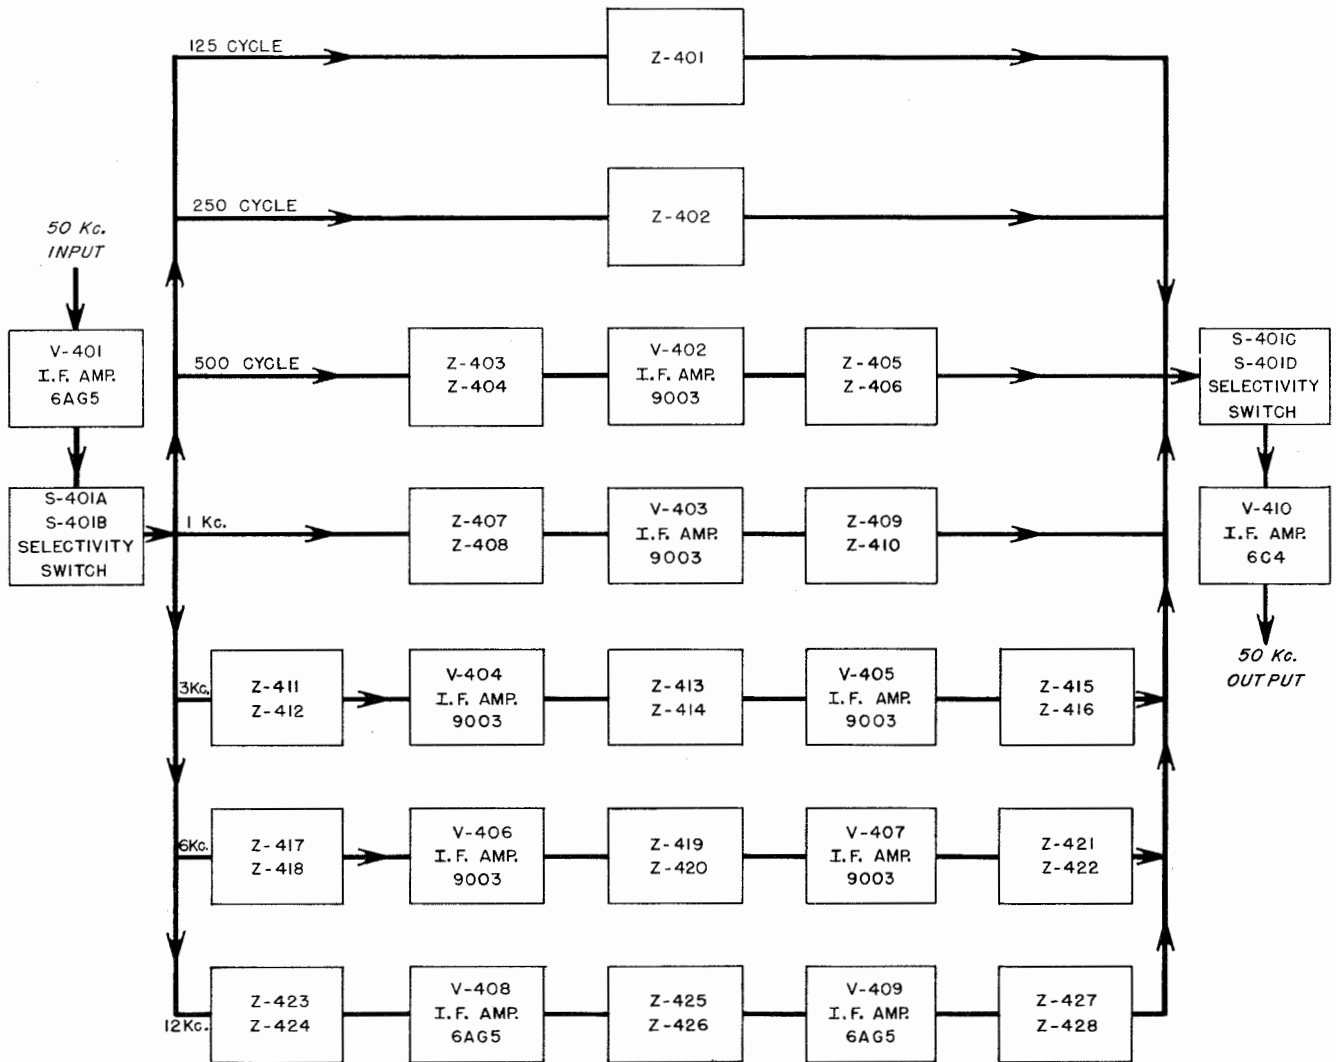 125 CYCLE
Z-401
250 CYCLE
Z-402
50 Kc.
INPUT
V-401
I.F. AMP.
6AG5
500 CYCLE
Z-403
Z-404
V-402
I.F. AMP.
9003
Z-405
Z-406
S-401C
S-401D
SELECTIVITY
SWITCH
S-401A
S-401B
SELECTIVITY
SWITCH
1 Kc.
Z-407
Z-408
V-403
I.F. AMP.
9003
Z-409
Z-410
V-410
I.F. AMP.
6C4
50 Kc.
OUTPUT
3Kc.
Z-411
Z-412
V-404
I.F. AMP.
9003
Z-413
Z-414
V-405
I.F. AMP.
9003
Z-415
Z-416
6Kc.
Z-417
Z-418
V-406
I.F. AMP.
9003
Z-419
Z-420
V-407
I.F. AMP.
9003
Z-421
Z-422
12Kc.
Z-423
Z-424
V-408
I.F. AMP.
6AG5
Z-425
Z-426
V-409
I.F. AMP.
6AG5
Z-427
Z-428